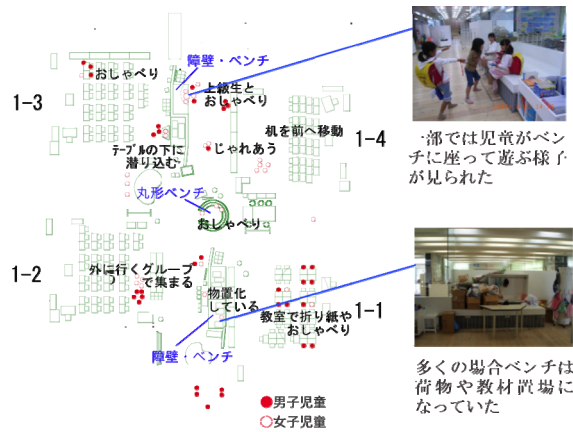 障壁・ベンチ
おしゃべり
上級生と
おしゃべり
1-3
机を前へ移動
1-4
テーブルの下に
潜り込む
じゃれあう
一部では児童がベン
チに座って遊ぶ様子
が見られた
丸形ベンチ
おしゃべり
1-2
外に行くグループ
で集まる
物置化
している
教室で折り紙や
おしゃべり
1-1
障壁・ベンチ
多くの場合ベンチは
荷物や教材置場に
なっていた
男子児童
女子児童